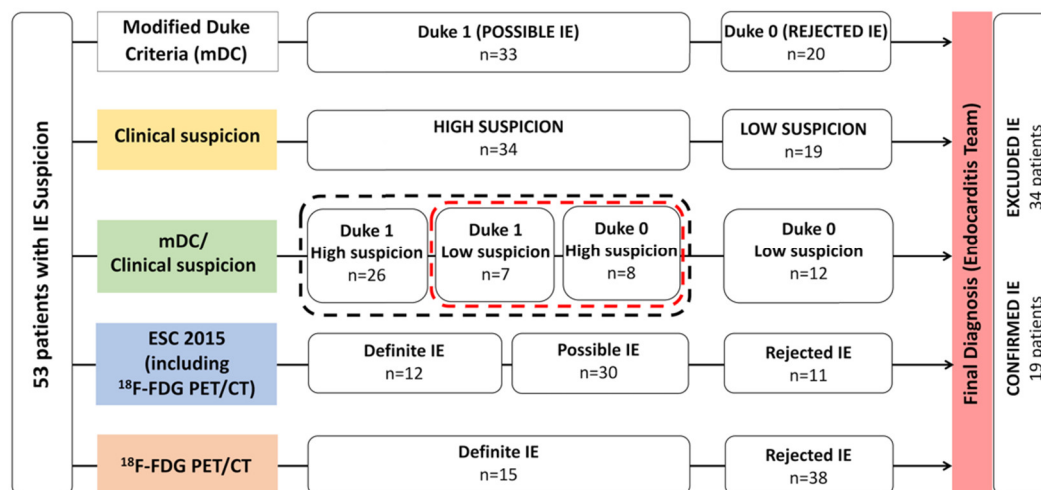 53 patients with IE Suspicion
Modified Duke
Criteria (mDC)
Duke 1 (POSSIBLE IE)
n=33
Duke 0 (REJECTED IE)
n=20
Clinical suspicion
HIGH SUSPICION
n=34
LOW SUSPICION
n=19
mDC/
Clinical suspicion
Duke 1
High suspicion
n=26
Duke 1
Low suspicion
n=7
Duke 0
High suspicion
n=8
Duke 0
Low suspicion
n=12
ESC 2015
(including
¹⁸F-FDG PET/CT)
Definite IE
n=12
Possible IE
n=30
Rejected IE
n=11
¹⁸F-FDG PET/CT
Definite IE
n=15
Rejected IE
n=38
Final Diagnosis (Endocarditis Team)
EXCLUDED IE
34 patients
CONFIRMED IE
19 patients